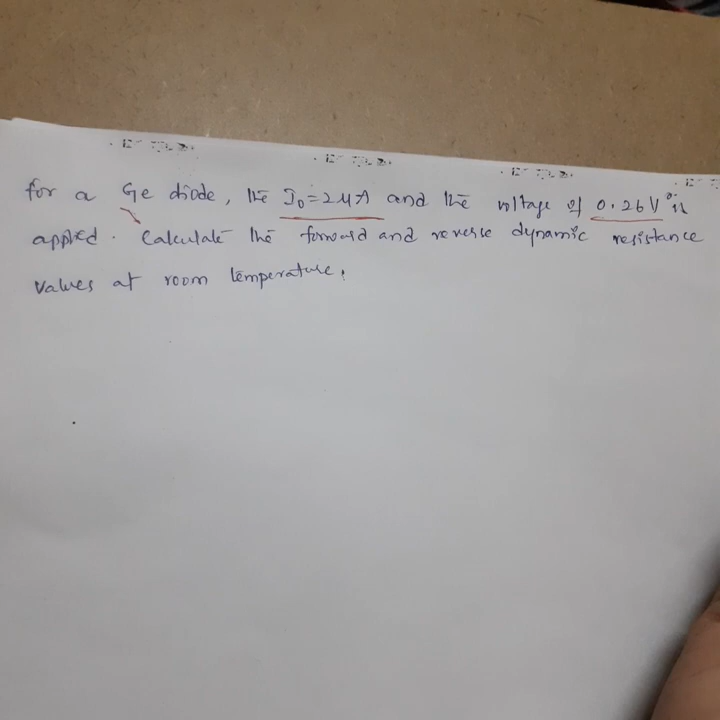 for a Ge diode, the I₀=2μA and the voltage of 0.26V is
applied. Calculate the forward and reverse dynamic resistance
values at room temperature.